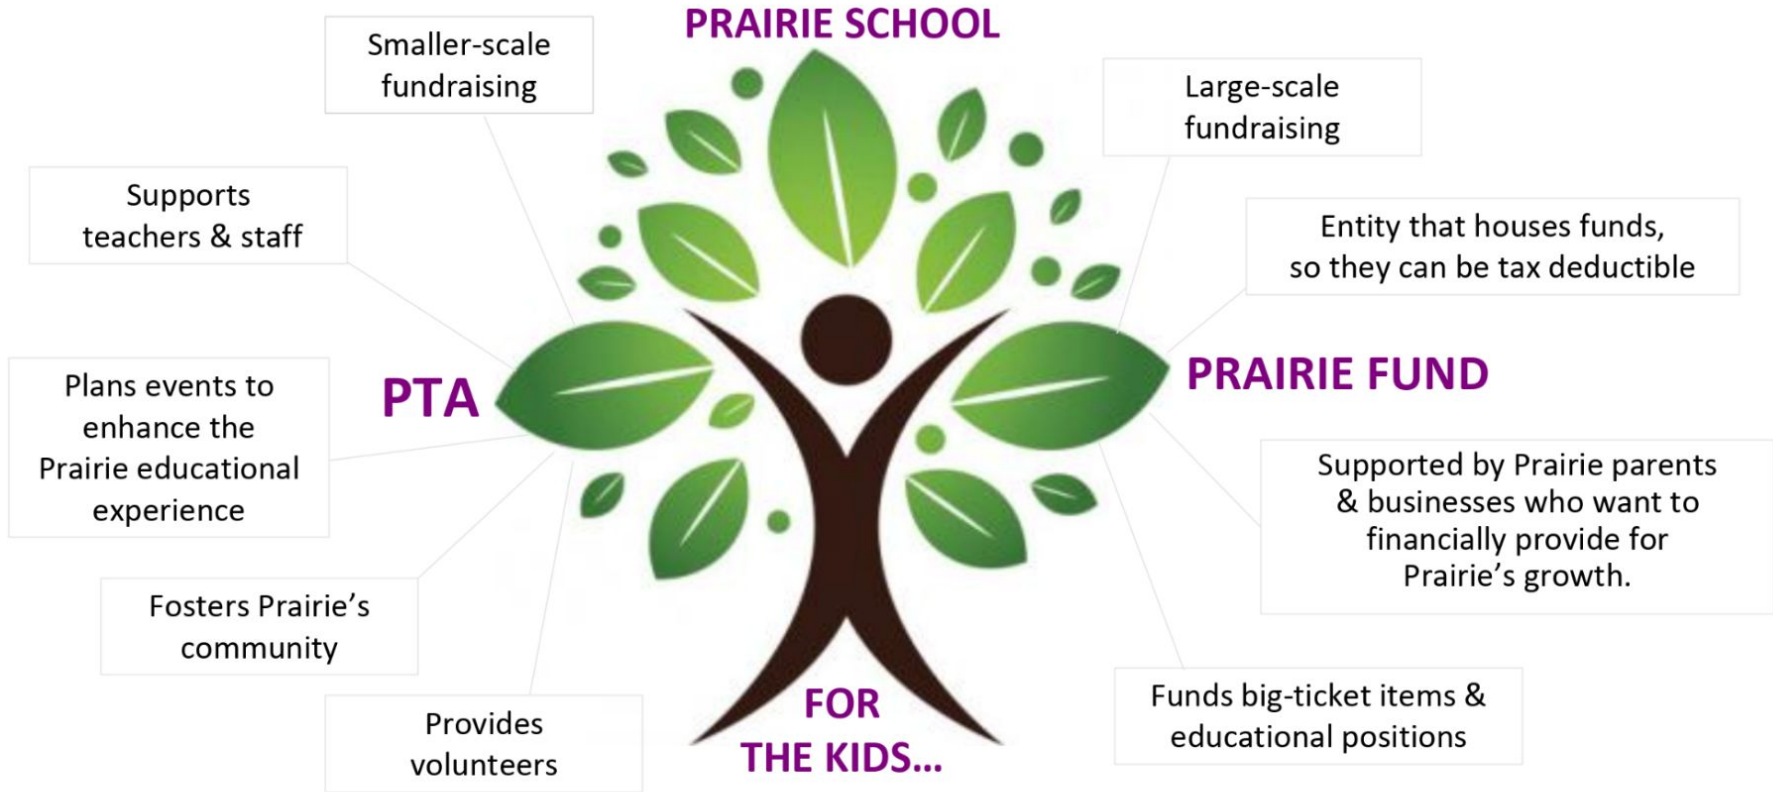 PRAIRIE SCHOOL
Smaller-scale
fundraising
Supports
teachers & staff
PTA
Plans events to
enhance the
Prairie educational
experience
Fosters Prairie's
community
Provides
volunteers
Large-scale
fundraising
Entity that houses funds,
so they can be tax deductible
PRAIRIE FUND
Supported by Prairie parents
& businesses who want to
financially provide for
Prairie's growth.
Funds big-ticket items &
educational positions
FOR
THE KIDS...